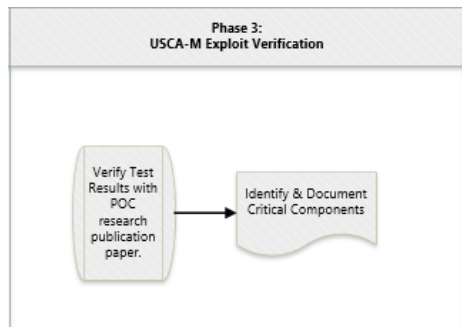 Phase 3:
USCA-M Exploit Verification
Verify Test
Results with
POC
research
publication
paper.
Identify & Document
Critical Components